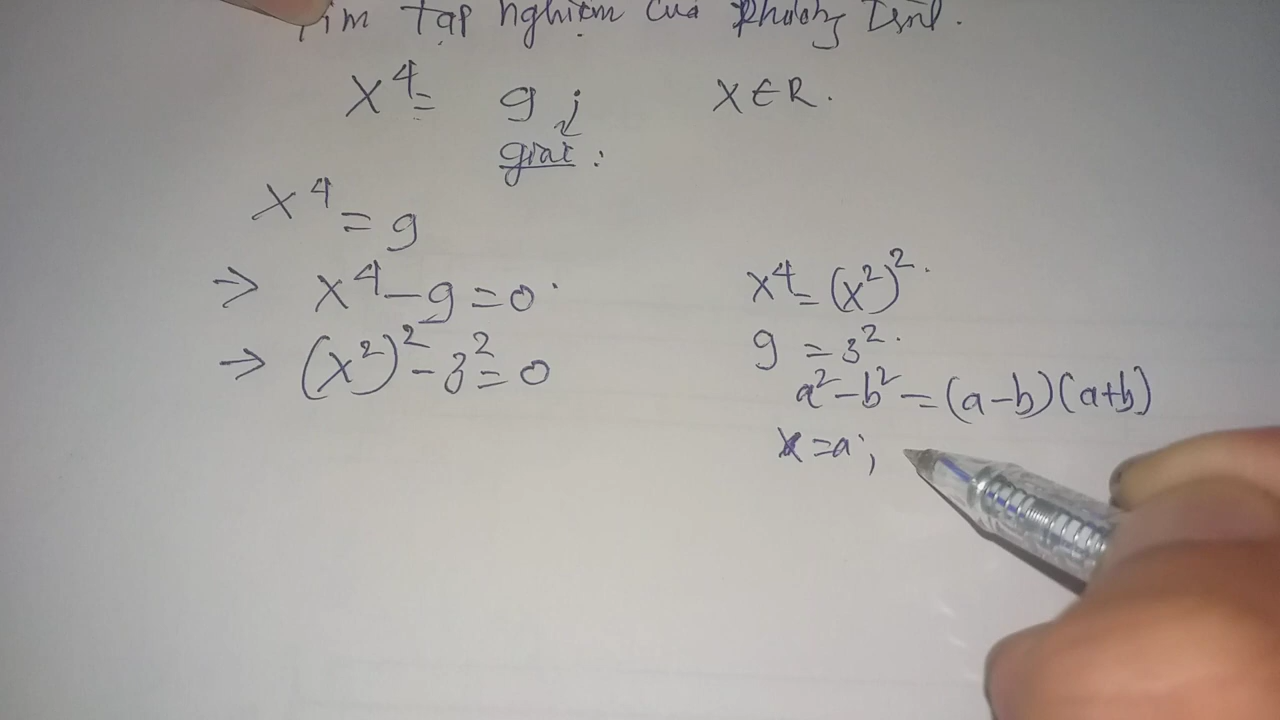 Tìm tập nghiệm của phương trình.
x⁴ = 9; x ∈ R.
giải:
x⁴ = 9
→ x⁴ - 9 = 0.
→ (x²)² - 3² = 0
x⁴ = (x²)².
9 = 3².
a² - b² = (a-b)(a+b)
x = a;